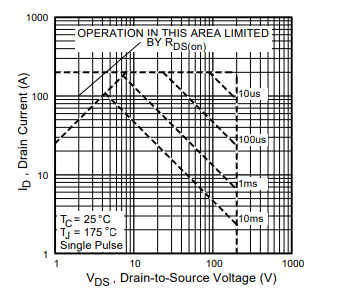 1000
OPERATION IN THIS AREA LIMITED
BY RDS(on)
100
10us
100us
ID , Drain Current (A)
10
1ms
10ms
TC = 25 °C
TJ = 175 °C
Single Pulse
1
1
10
100
1000
VDS , Drain-to-Source Voltage (V)